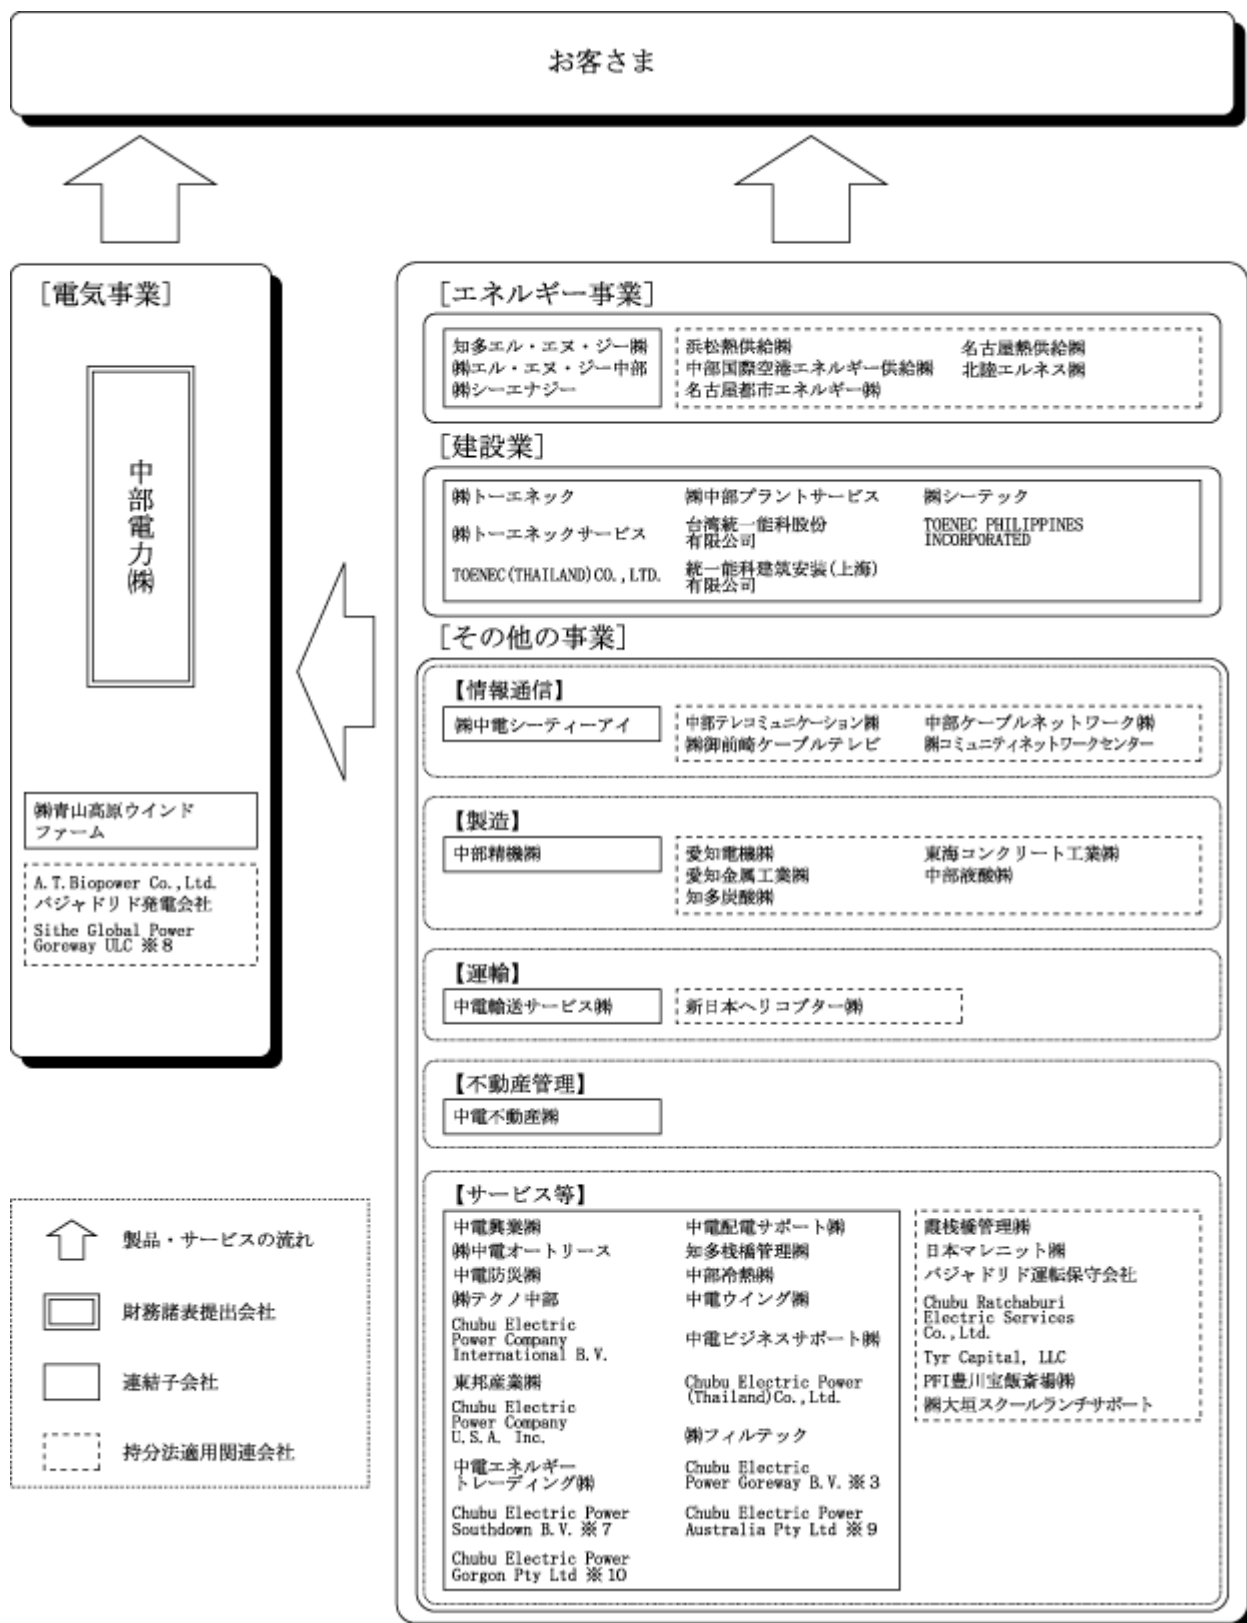 お客さま
[電気事業]
中部電力㈱
㈱青山高原ウインド
ファーム
A.T.Biopower Co.,Ltd.
バジャドリド発電会社
Sithe Global Power
Goreway ULC ※8
[エネルギー事業]
知多エル・エヌ・ジー㈱
㈱エル・エヌ・ジー中部
㈱シーエナジー
浜松熱供給㈱
中部国際空港エネルギー供給㈱
名古屋都市エネルギー㈱
名古屋熱供給㈱
北陸エルネス㈱
[建設業]
㈱トーエネック
㈱中部プラントサービス
㈱シーテック
㈱トーエネックサービス
台湾統一能科股份
有限公司
TOENEC PHILIPPINES
INCORPORATED
TOENEC(THAILAND)CO.,LTD.
統一能科建筑安装(上海)
有限公司
[その他の事業]
【情報通信】
㈱中電シーティーアイ
中部テレコミュニケーション㈱
㈱御前崎ケーブルテレビ
中部ケーブルネットワーク㈱
㈱コミュニティネットワークセンター
【製造】
中部精機㈱
愛知電機㈱
愛知金属工業㈱
知多炭酸㈱
東海コンクリート工業㈱
中部液酸㈱
【運輸】
中電輸送サービス㈱
新日本ヘリコプター㈱
【不動産管理】
中電不動産㈱
【サービス等】
中電興業㈱
㈱中電オートリース
中電防災㈱
㈱テクノ中部
Chubu Electric
Power Company
International B.V.
東邦産業㈱
Chubu Electric
Power Company
U.S.A. Inc.
中電エネルギー
トレーディング㈱
Chubu Electric Power
Southdown B.V. ※7
Chubu Electric Power
Gorgon Pty Ltd ※10
中電配電サポート㈱
知多桟橋管理㈱
中部冷熱㈱
中電ウイング㈱
中電ビジネスサポート㈱
Chubu Electric Power
(Thailand)Co.,Ltd.
㈱フィルテック
Chubu Electric
Power Goreway B.V. ※3
Chubu Electric Power
Australia Pty Ltd ※9
霞桟橋管理㈱
日本マレニット㈱
バジャドリド運転保守会社
Chubu Ratchaburi
Electric Services
Co.,Ltd.
Tyr Capital, LLC
PFI豊川宝飯斎場㈱
㈱大垣スクールランチサポート
製品・サービスの流れ
財務諸表提出会社
連結子会社
持分法適用関連会社